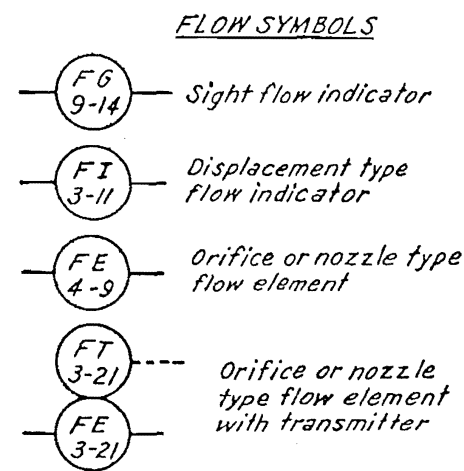 FLOW SYMBOLS
FG
9-14
Sight flow indicator
FI
3-11
Displacement type
flow indicator
FE
4-9
Orifice or nozzle type
flow element
FT
3-21
FE
3-21
Orifice or nozzle
type flow element
with transmitter